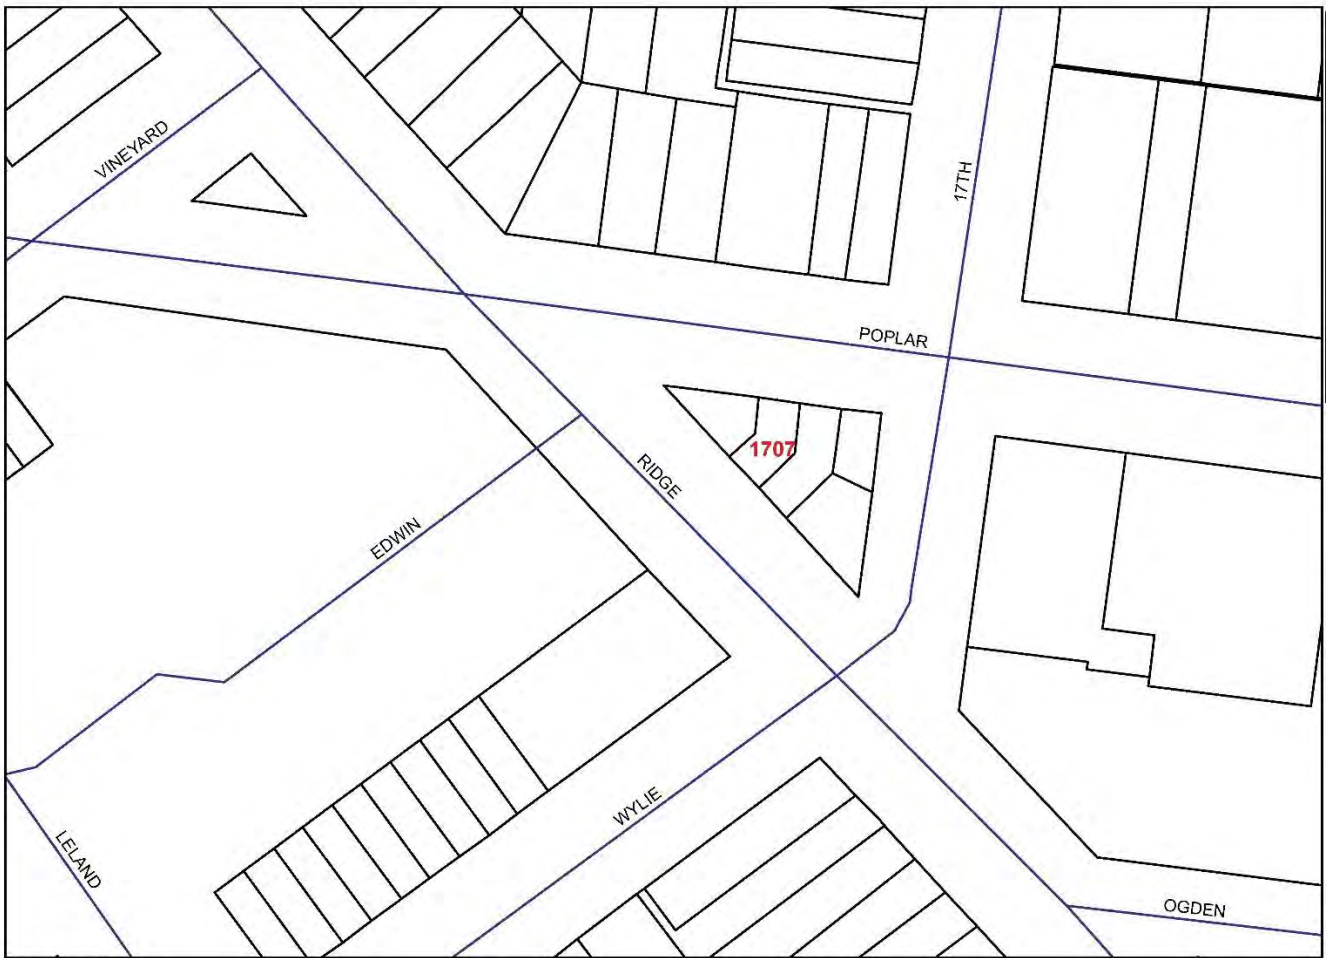 VINEYARD
17TH
POPLAR
1707
RIDGE
EDWIN
WYLIE
LELAND
OGDEN